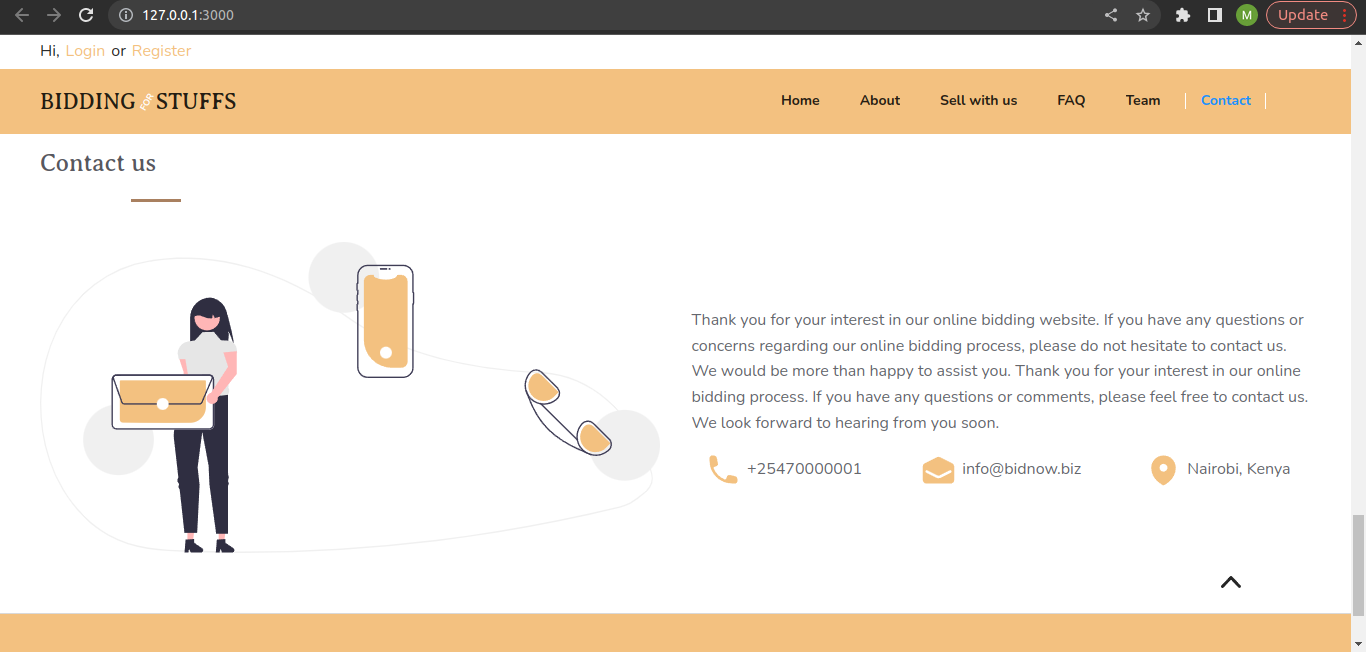 127.0.0.1:3000
M
Update
Hi, Login or Register
BIDDING FOR STUFFS
Home About Sell with us FAQ Team Contact
Contact us
Thank you for your interest in our online bidding website. If you have any questions or
concerns regarding our online bidding process, please do not hesitate to contact us.
We would be more than happy to assist you. Thank you for your interest in our online
bidding process. If you have any questions or comments, please feel free to contact us.
We look forward to hearing from you soon.
+25470000001 info@bidnow.biz Nairobi, Kenya